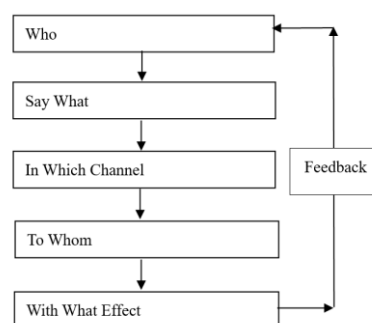 Who
Say What
In Which Channel
Feedback
To Whom
With What Effect